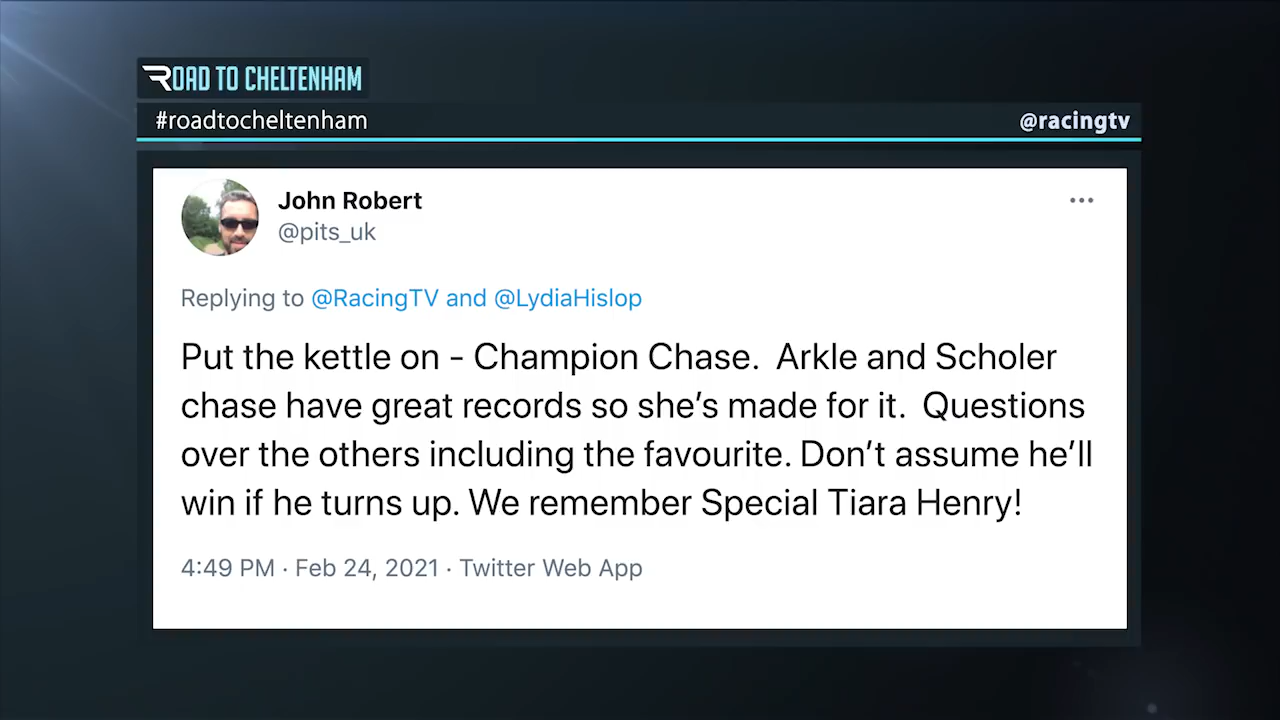 ROAD TO CHELTENHAM
#roadtocheltenham
@racingtv
John Robert
@pits_uk
Replying to @RacingTV and @LydiaHislop
Put the kettle on - Champion Chase.  Arkle and Scholer
chase have great records so she’s made for it.  Questions
over the others including the favourite. Don’t assume he’ll
win if he turns up. We remember Special Tiara Henry!
4:49 PM · Feb 24, 2021 · Twitter Web App